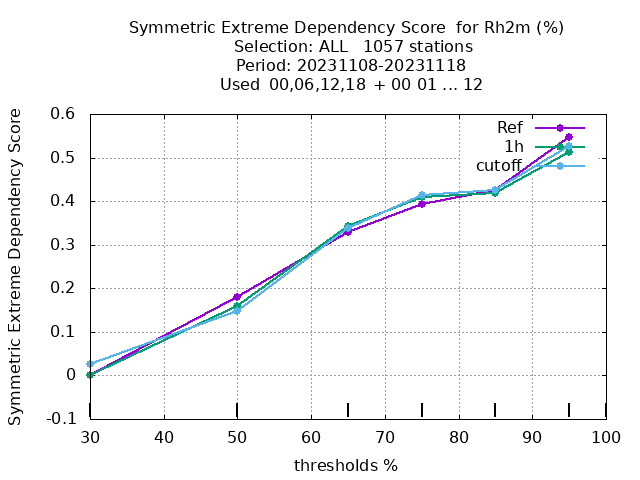 Symmetric Extreme Dependency Score  for Rh2m (%)
Selection: ALL   1057 stations
Period: 20231108-20231118
Used  00,06,12,18  + 00 01 ... 12
Symmetric Extreme Dependency Score
0.6
0.5
0.4
0.3
0.2
0.1
0
-0.1
Ref
1h
cutoff
30 40 50 60 70 80 90 100
thresholds %